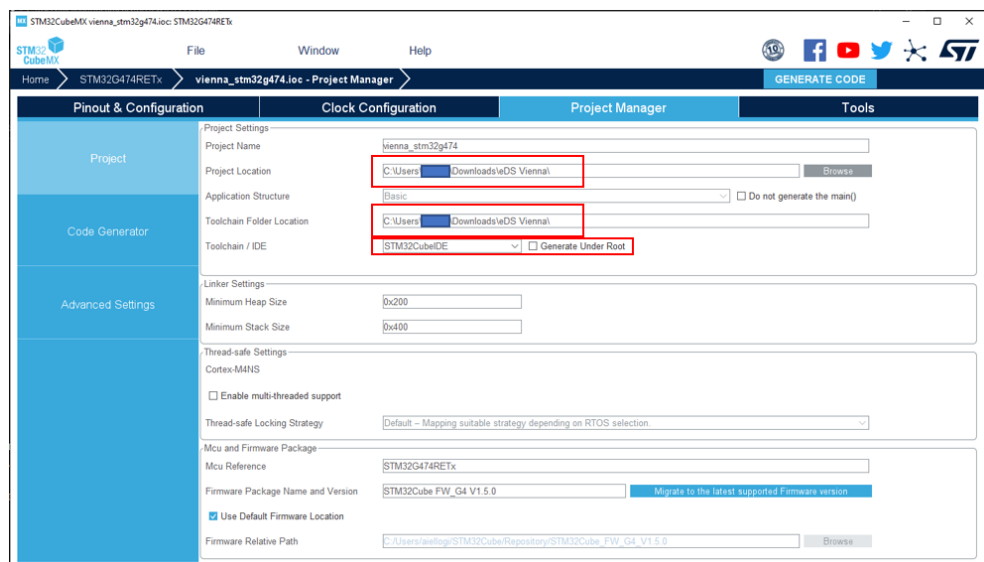 MX STM32CubeMX vienna_stm32g474.ioc: STM32G474RETx
STM32 CubeMX File Window Help 10 ST
Home STM32G474RETx vienna_stm32g474.ioc - Project Manager GENERATE CODE
Pinout & Configuration Clock Configuration Project Manager Tools
Project
Code Generator
Advanced Settings
Project Settings
Project Name vienna_stm32g474
Project Location C:\Users\ \Downloads\eDS Vienna\ Browse
Application Structure Basic Do not generate the main()
Toolchain Folder Location C:\Users\ \Downloads\eDS Vienna\
Toolchain / IDE STM32CubeIDE Generate Under Root
Linker Settings
Minimum Heap Size 0x200
Minimum Stack Size 0x400
Thread-safe Settings
Cortex-M4NS
Enable multi-threaded support
Thread-safe Locking Strategy Default – Mapping suitable strategy depending on RTOS selection.
Mcu and Firmware Package
Mcu Reference STM32G474RETx
Firmware Package Name and Version STM32Cube FW_G4 V1.5.0 Migrate to the latest supported Firmware version
Use Default Firmware Location
Firmware Relative Path C:/Users/aiellogi/STM32Cube/Repository/STM32Cube_FW_G4_V1.5.0 Browse